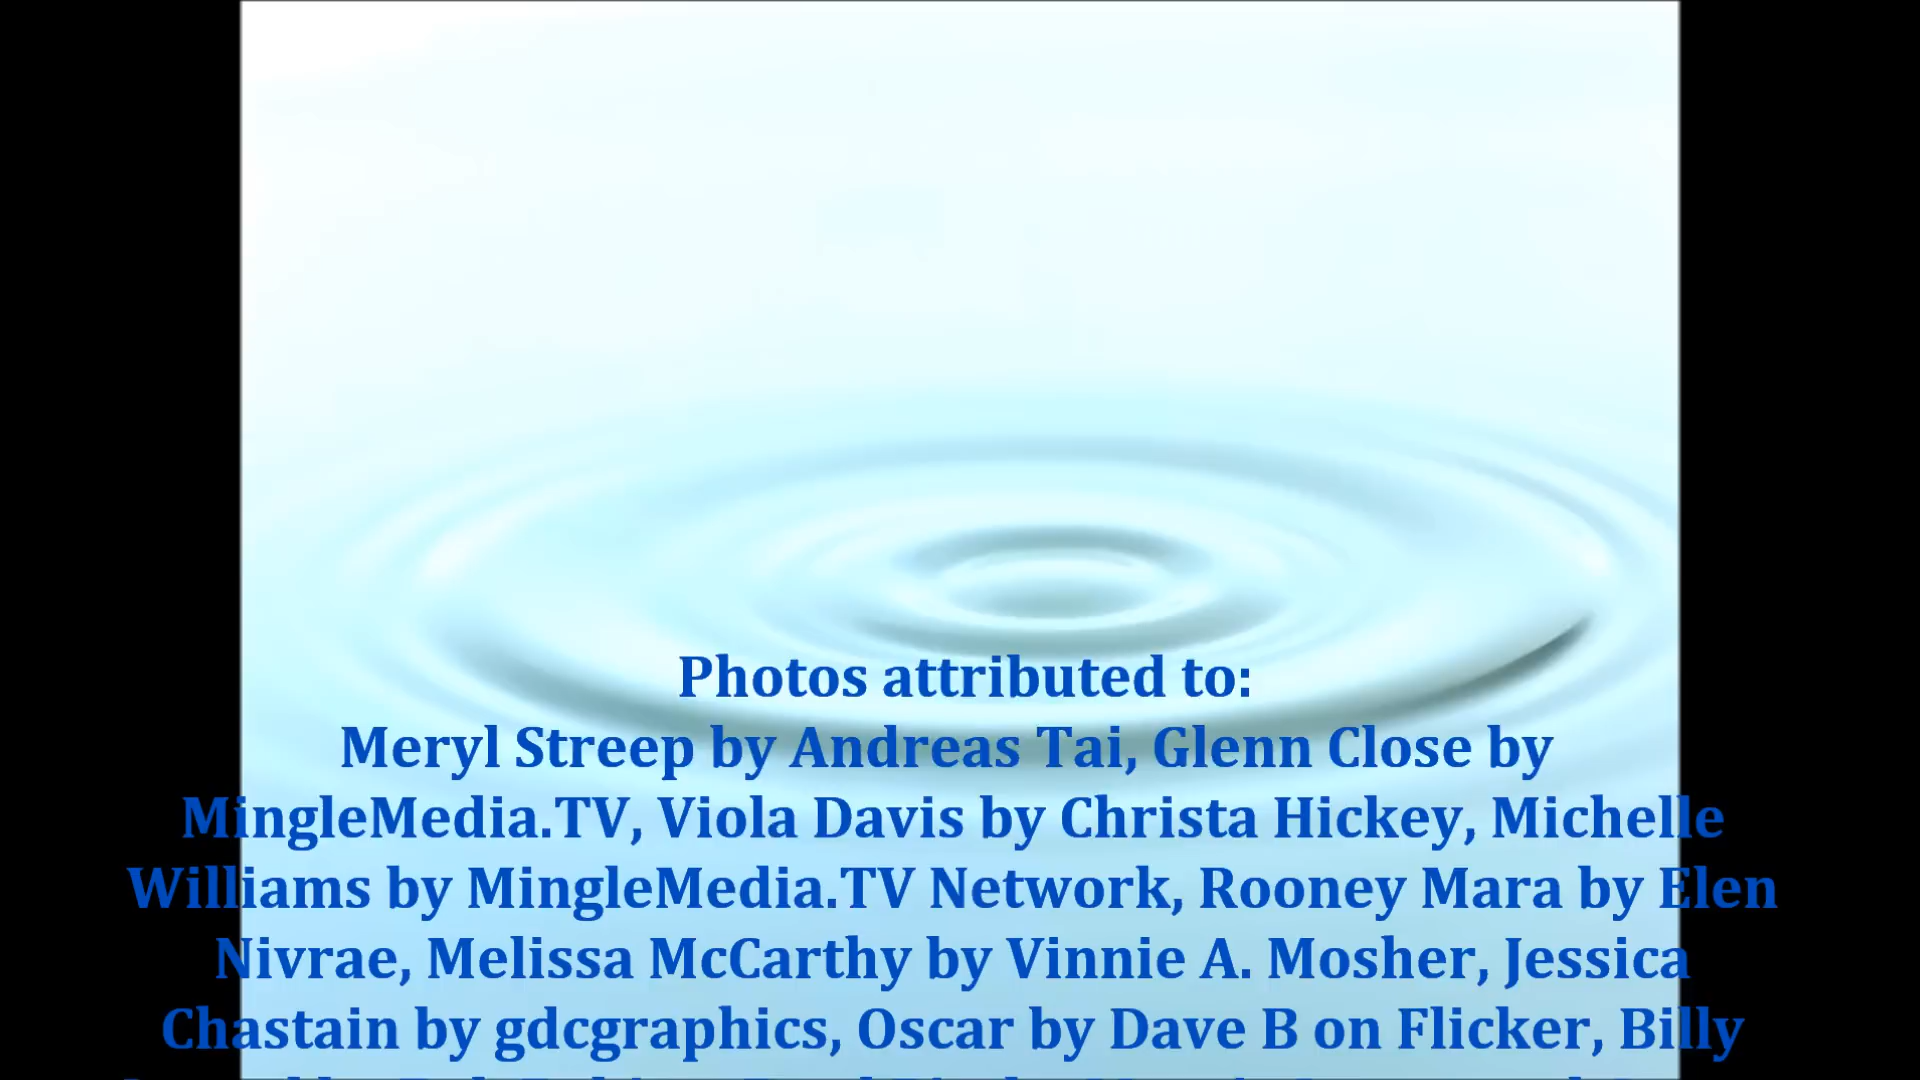 Photos attributed to:
Meryl Streep by Andreas Tai, Glenn Close by
MingleMedia.TV, Viola Davis by Christa Hickey, Michelle
Williams by MingleMedia.TV Network, Rooney Mara by Elen
Nivrae, Melissa McCarthy by Vinnie A. Mosher, Jessica
Chastain by gdcgraphics, Oscar by Dave B on Flicker, Billy